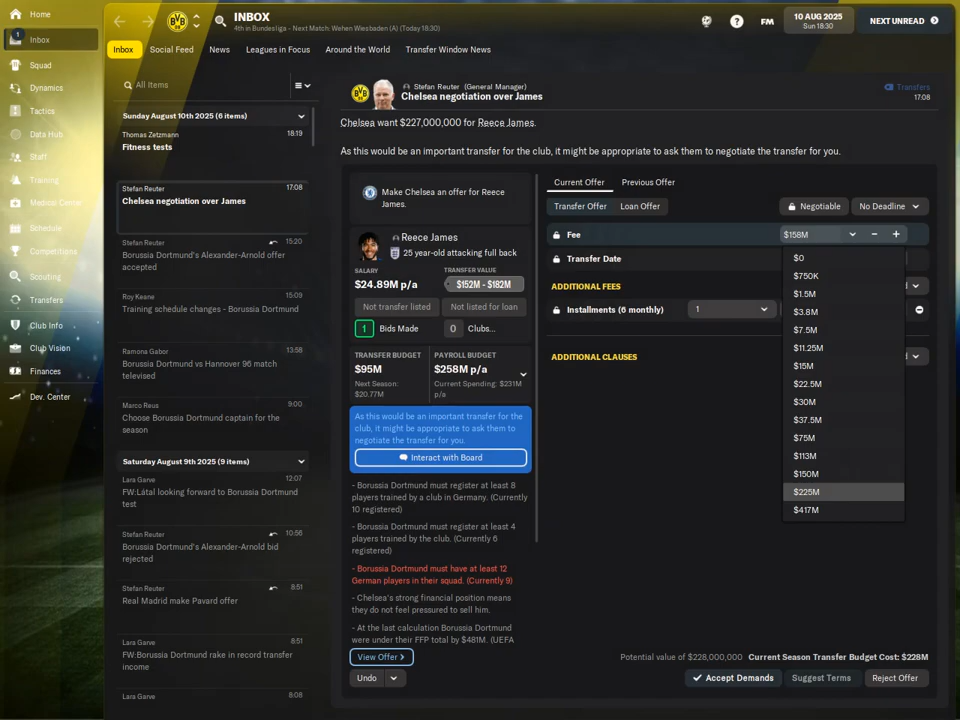 Home
1
Inbox
Squad
Dynamics
Tactics
Data Hub
Staff
Training
Medical Center
Schedule
Competitions
Scouting
Transfers
Club Info
Club Vision
Finances
Dev. Center
BVB
09
INBOX
4th in Bundesliga - Next Match: Wehen Wiesbaden (A) (Today 18:30)
?
FM
10 AUG 2025
Sun 18:30
NEXT UNREAD
Inbox
Social Feed
News
Leagues in Focus
Around the World
Transfer Window News
All Items
Sunday August 10th 2025 (6 items)
Thomas Zetzmann
18:19
Fitness tests
Stefan Reuter
17:08
Chelsea negotiation over James
Stefan Reuter
15:20
Borussia Dortmund's Alexander-Arnold offer
accepted
Roy Keane
15:09
Training schedule changes - Borussia Dortmund
Ramona Gabor
13:58
Borussia Dortmund vs Hannover 96 match
televised
Marco Reus
9:00
Choose Borussia Dortmund captain for the
season
Saturday August 9th 2025 (9 items)
Lara Garve
12:07
FW:Látal looking forward to Borussia Dortmund
test
Stefan Reuter
10:56
Borussia Dortmund's Alexander-Arnold bid
rejected
Stefan Reuter
8:51
Real Madrid make Pavard offer
Lara Garve
8:51
FW:Borussia Dortmund rake in record transfer
income
Lara Garve
8:08
BVB
09
Stefan Reuter (General Manager)
Chelsea negotiation over James
Transfers
17:08
Chelsea want $227,000,000 for Reece James.
As this would be an important transfer for the club, it might be appropriate to ask them to negotiate the transfer for you.
Make Chelsea an offer for Reece
James.
Reece James
25 year-old attacking full back
SALARY
$24.89M p/a
TRANSFER VALUE
$152M - $182M
Not transfer listed
Not listed for loan
1
Bids Made
0
Clubs...
TRANSFER BUDGET
$95M
Next Season:
$20.77M
PAYROLL BUDGET
$258M p/a
Current Spending: $231M
p/a
As this would be an important transfer for the
club, it might be appropriate to ask them to
negotiate the transfer for you.
Interact with Board
- Borussia Dortmund must register at least 8
players trained by a club in Germany. (Currently
10 registered)
- Borussia Dortmund must register at least 4
players trained by the club. (Currently 6
registered)
- Borussia Dortmund must have at least 12
German players in their squad. (Currently 9)
- Chelsea's strong financial position means
they do not feel pressured to sell him.
- At the last calculation Borussia Dortmund
were under their FFP total by $481M. (UEFA
View Offer >
Undo
Current Offer
Previous Offer
Transfer Offer
Loan Offer
Negotiable
No Deadline
Fee
$158M
Transfer Date
ADDITIONAL FEES
Installments (6 monthly)
1
ADDITIONAL CLAUSES
$0
$750K
$1.5M
$3.8M
$7.5M
$11.25M
$15M
$22.5M
$30M
$37.5M
$75M
$113M
$150M
$225M
$417M
Potential value of $228,000,000 Current Season Transfer Budget Cost: $228M
Accept Demands
Suggest Terms
Reject Offer